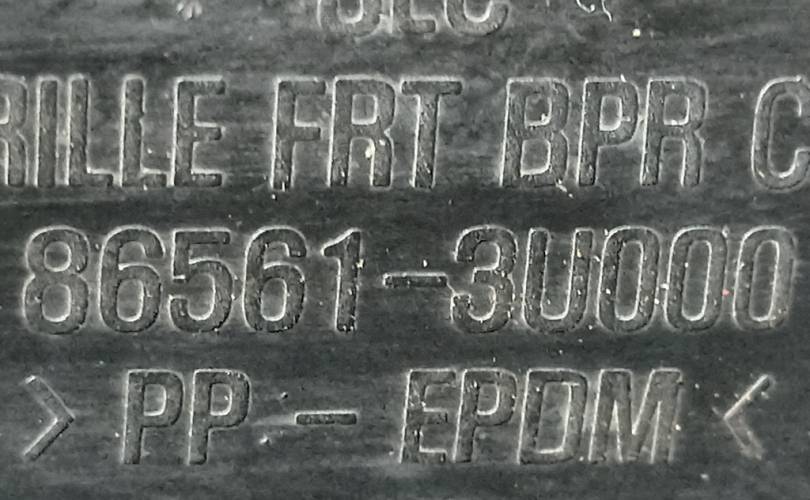 RILLE FRT BPR C
86561-3U000
> PP - EPDM <